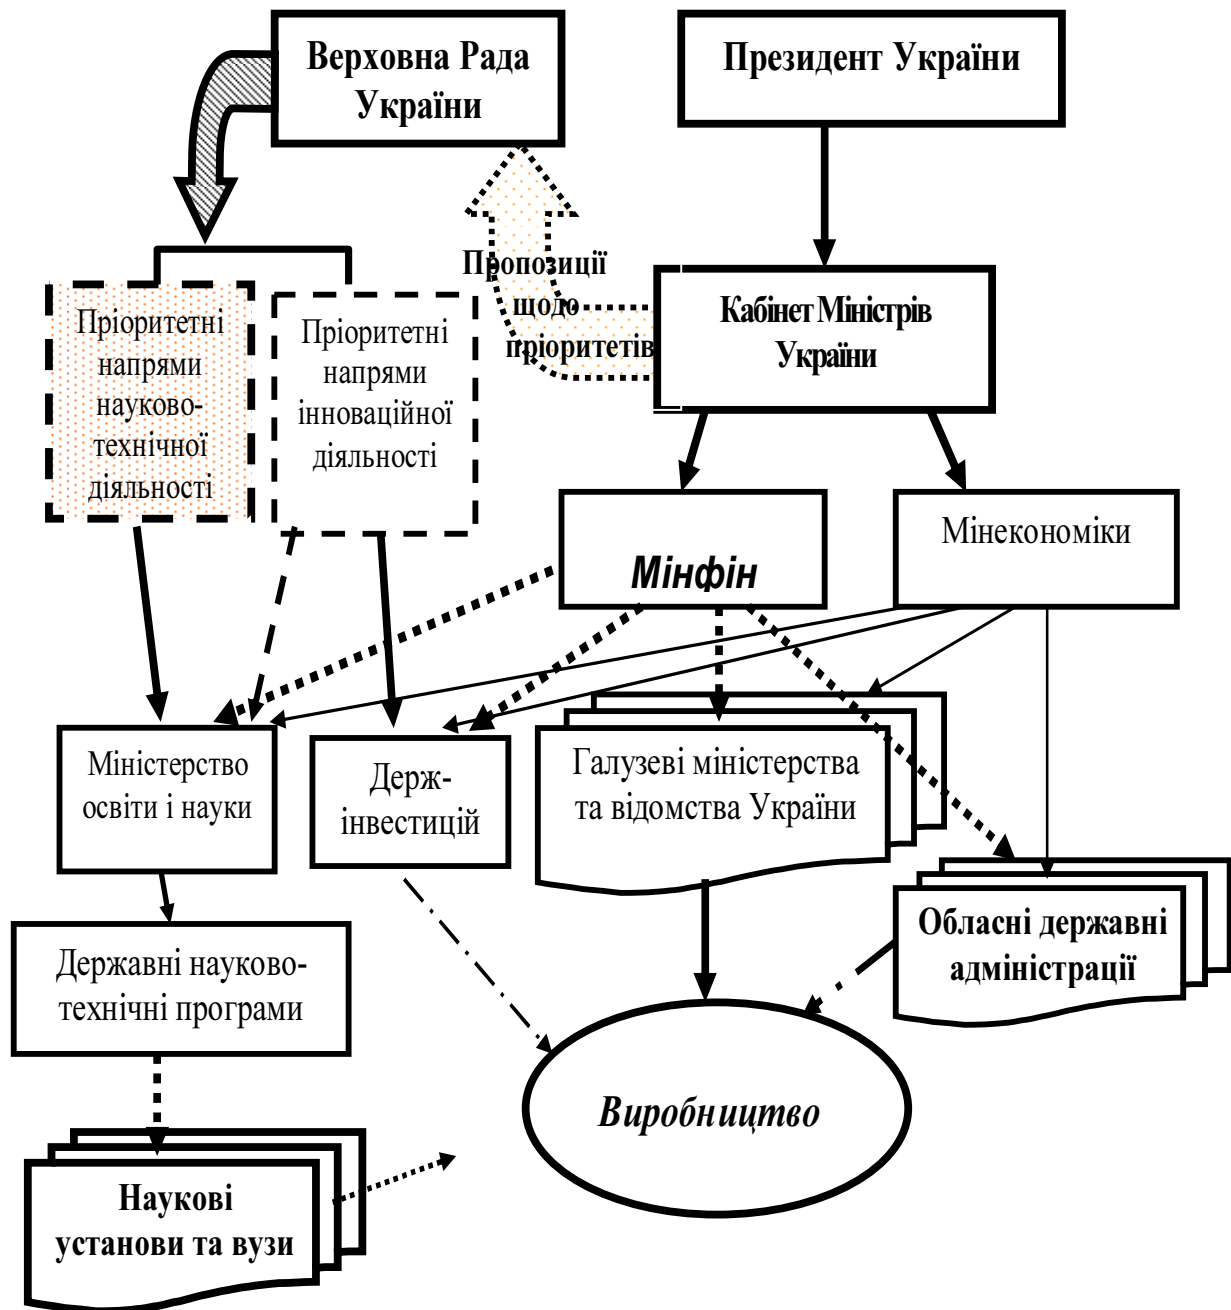 Верховна Рада
України
Президент України
Пропозиції
щодо
пріоритетів
Кабінет Міністрів
України
Пріоритетні
напрями
науково-
технічної
діяльності
Пріоритетні
напрями
інноваційної
діяльності
Мінфін
Мінекономіки
Міністерство
освіти і науки
Держ-
інвестицій
Галузеві міністерства
та відомства України
Обласні державні
адміністрації
Державні науково-
технічні програми
Виробництво
Наукові
установи та вузи